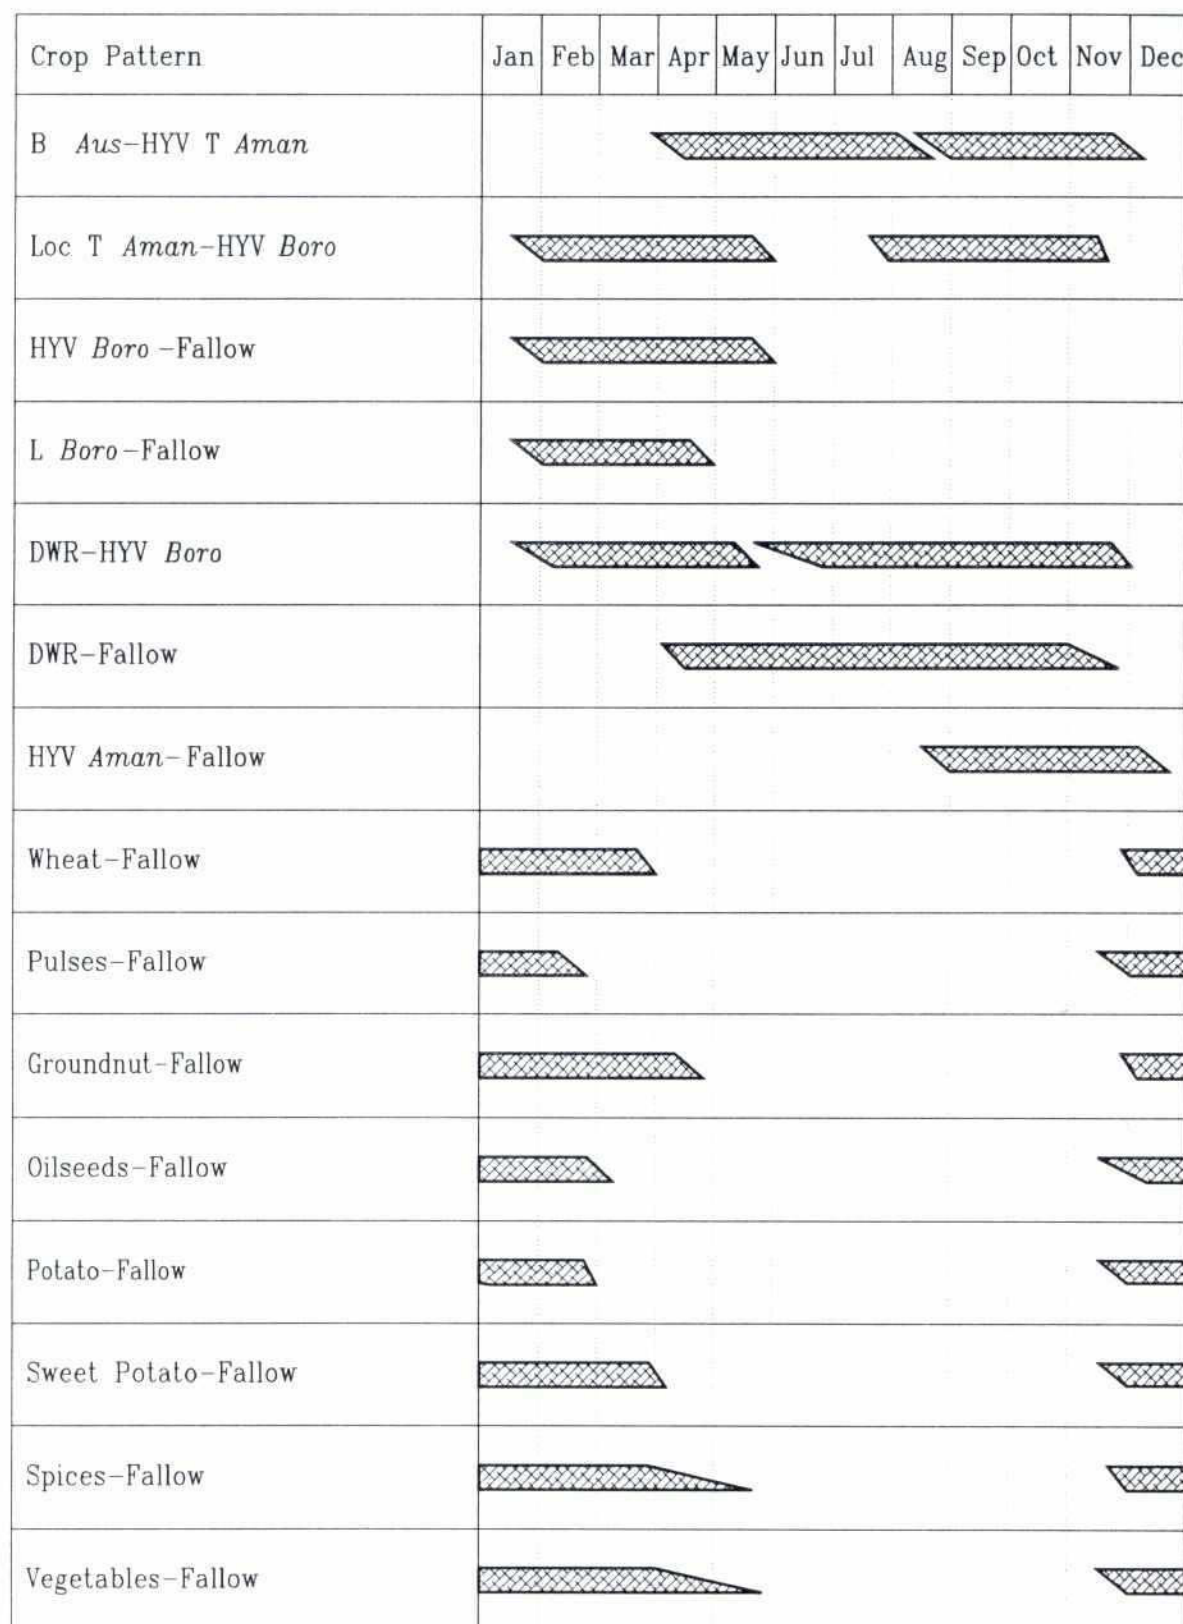 Crop Pattern Jan Feb Mar Apr May Jun Jul Aug Sep Oct Nov Dec
B Aus-HYV T Aman
Loc T Aman-HYV Boro
HYV Boro -Fallow
L Boro-Fallow
DWR-HYV Boro
DWR-Fallow
HYV Aman-Fallow
Wheat-Fallow
Pulses-Fallow
Groundnut-Fallow
Oilseeds-Fallow
Potato-Fallow
Sweet Potato-Fallow
Spices-Fallow
Vegetables-Fallow